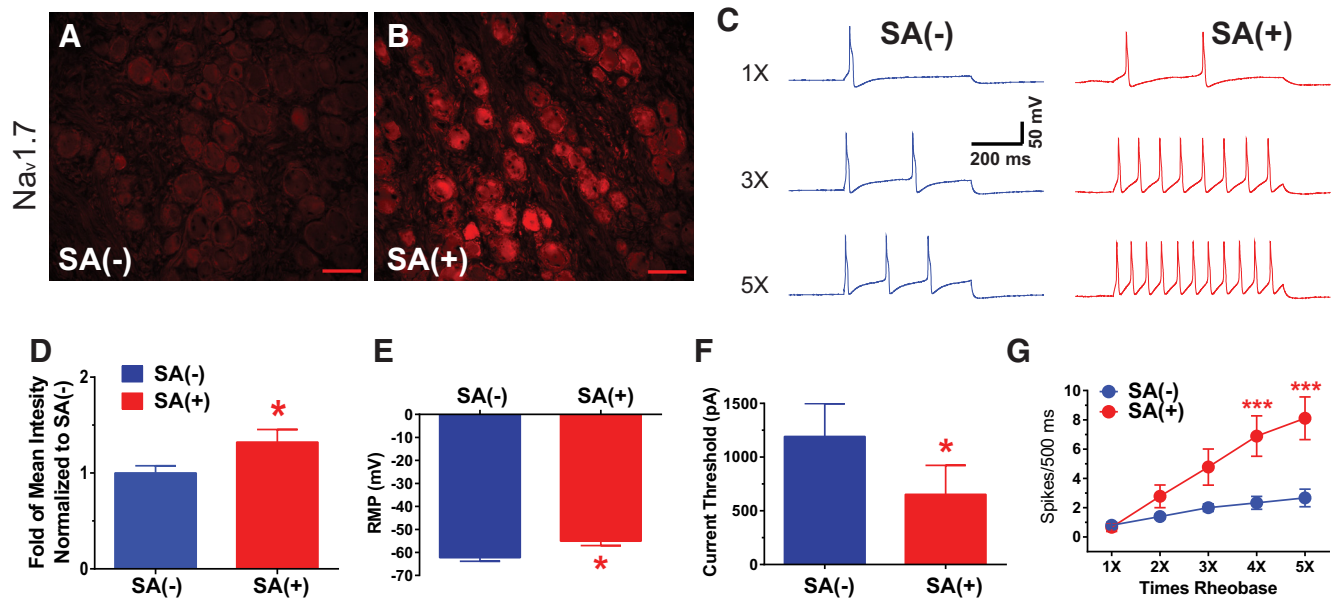 A
B
C
Nav1.7
SA(-)
SA(+)
SA(-)
SA(+)
1X
3X
5X
50 mV
200 ms
D
Fold of Mean Intesity
Normalized to SA(-)
SA(-)
SA(+)
2
1
0
*
SA(-)
SA(+)
E
SA(-)
SA(+)
RMP (mV)
0
-10
-20
-30
-40
-50
-60
-70
*
F
Current Threshold (pA)
1500
1250
1000
750
500
250
0
*
SA(-)
SA(+)
G
Spikes/500 ms
10
8
6
4
2
0
SA(-)
SA(+)
***
***
1X 2X 3X 4X 5X
Times Rheobase